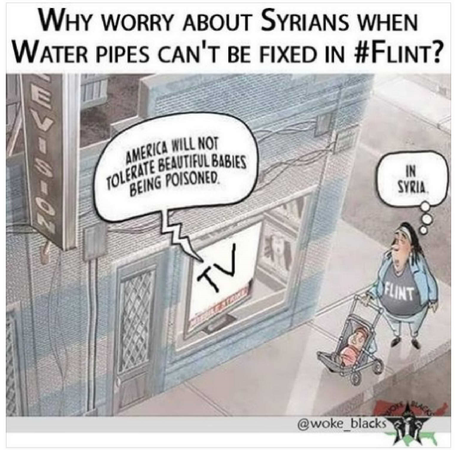 WHY WORRY ABOUT SYRIANS WHEN
WATER PIPES CAN'T BE FIXED IN #FLINT?
EVISION
AMERICA WILL NOT
TOLERATE BEAUTIFUL BABIES
BEING POISONED.
IN
SYRIA.
TV
FLINT
@woke_blacks